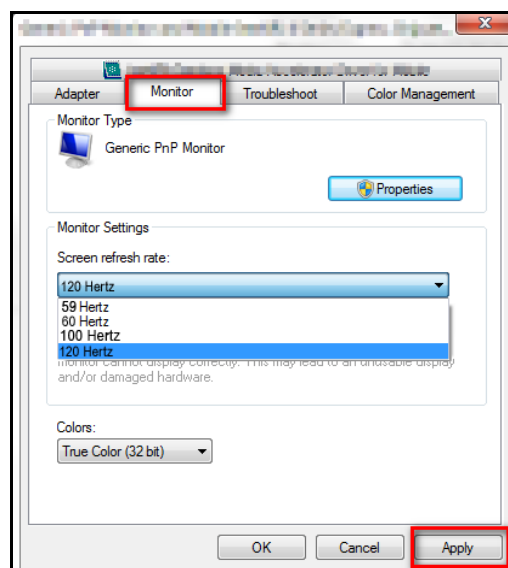 Adapter
Monitor
Troubleshoot
Color Management
Monitor Type
Generic PnP Monitor
Properties
Monitor Settings
Screen refresh rate:
120 Hertz
59 Hertz
60 Hertz
100 Hertz
120 Hertz
monitor cannot display correctly. This may lead to an unusable display
and/or damaged hardware.
Colors:
True Color (32 bit)
OK
Cancel
Apply